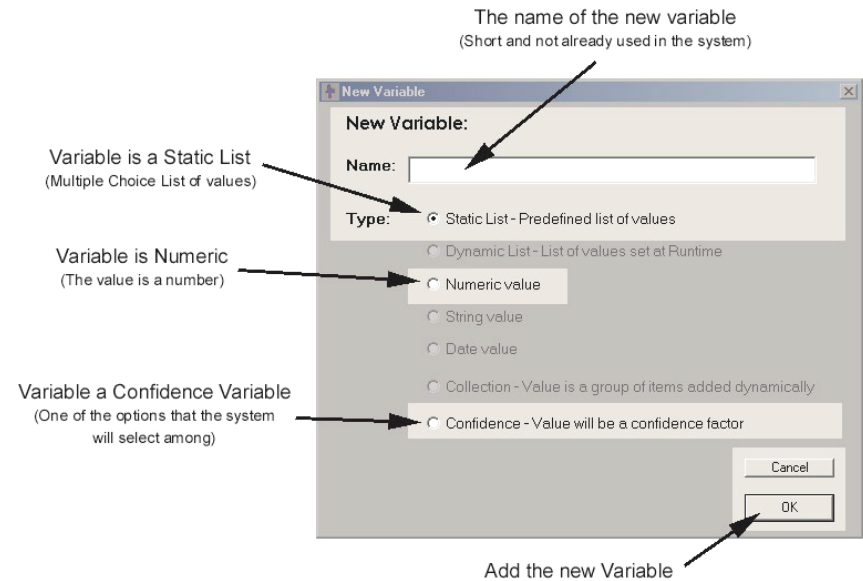 The name of the new variable
(Short and not already used in the system)
New Variable
New Variable:
Variable is a Static List
(Multiple Choice List of values)
Name:
Type:
Static List - Predefined list of values
Dynamic List - List of values set at Runtime
Variable is Numeric
(The value is a number)
Numeric value
String value
Date value
Collection - Value is a group of items added dynamically
Variable a Confidence Variable
(One of the options that the system
will select among)
Confidence - Value will be a confidence factor
Cancel
OK
Add the new Variable